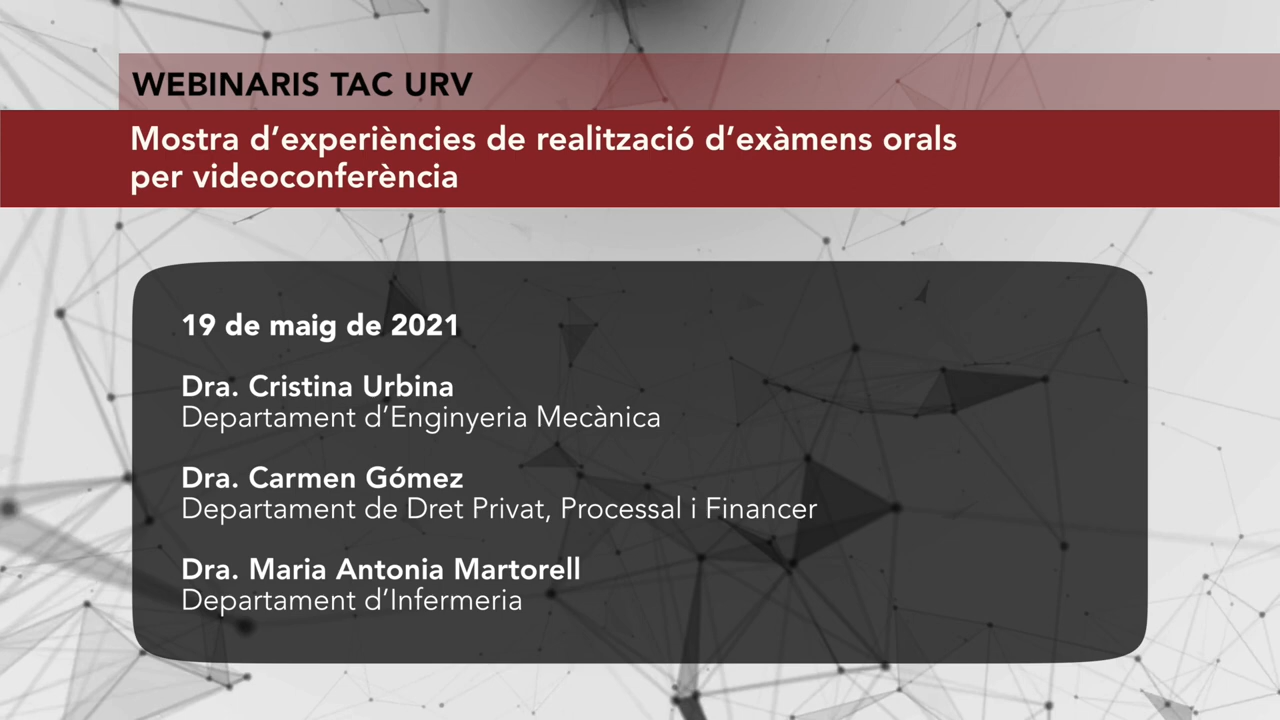 WEBINARIS TAC URV
Mostra d’experiències de realització d’exàmens orals
per videoconferència
19 de maig de 2021
Dra. Cristina Urbina
Departament d’Enginyeria Mecànica
Dra. Carmen Gómez
Departament de Dret Privat, Processal i Financer
Dra. Maria Antonia Martorell
Departament d’Infermeria